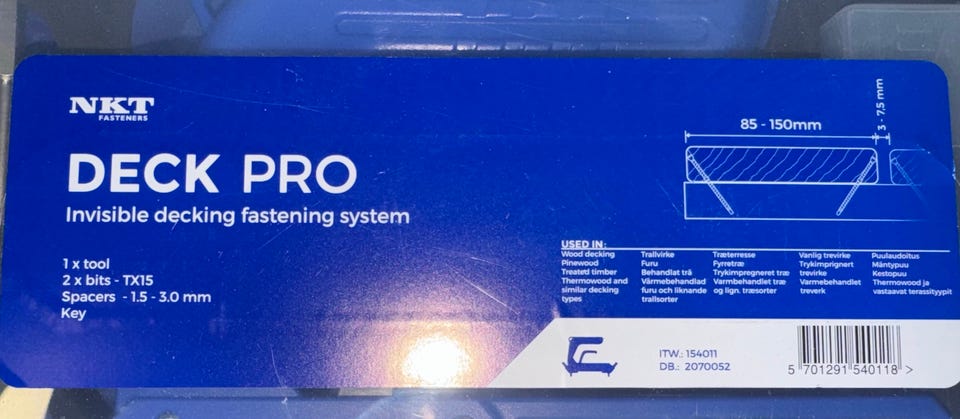 NKT
FASTENERS
DECK PRO
Invisible decking fastening system
1 x tool
2 x bits - TX15
Spacers - 1.5 - 3.0 mm
Key
85 - 150mm
3 - 7,5 mm
USED IN:
Wood decking
Pinewood
Treated timber
Thermowood and
similar decking
types
Trallvirke
Furu
Behandlat trä
Värmebehandlad
furu och liknande
trallsorter
Træterresse
Fyrretræ
Trykimpregneret træ
Varmbehandlet træ
og lign. træsorter
Vanlig trevirke
Trykimprignert
trevirke
Varmebehandlet
treverk
Puulaudoitus
Mäntypuu
Kestopuu
Thermowood ja
vastaavat terassityypit
ITW.: 154011
DB.: 2070052
5 701291 540118 >